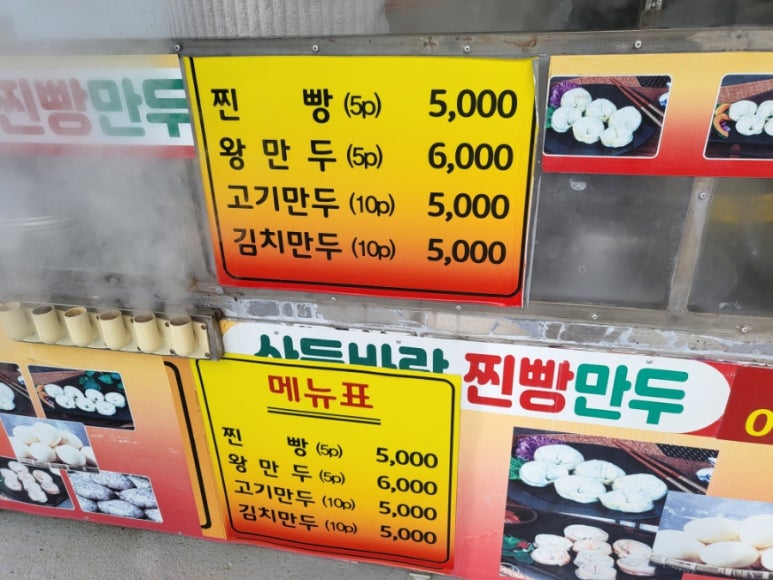 찐빵만두
찐 빵 (5p) 5,000
왕 만 두 (5p) 6,000
고기만두 (10p) 5,000
김치만두 (10p) 5,000
찐빵만두
메뉴표
찐 빵 (5p) 5,000
왕 만 두 (5p) 6,000
고기만두 (10p) 5,000
김치만두 (10p) 5,000